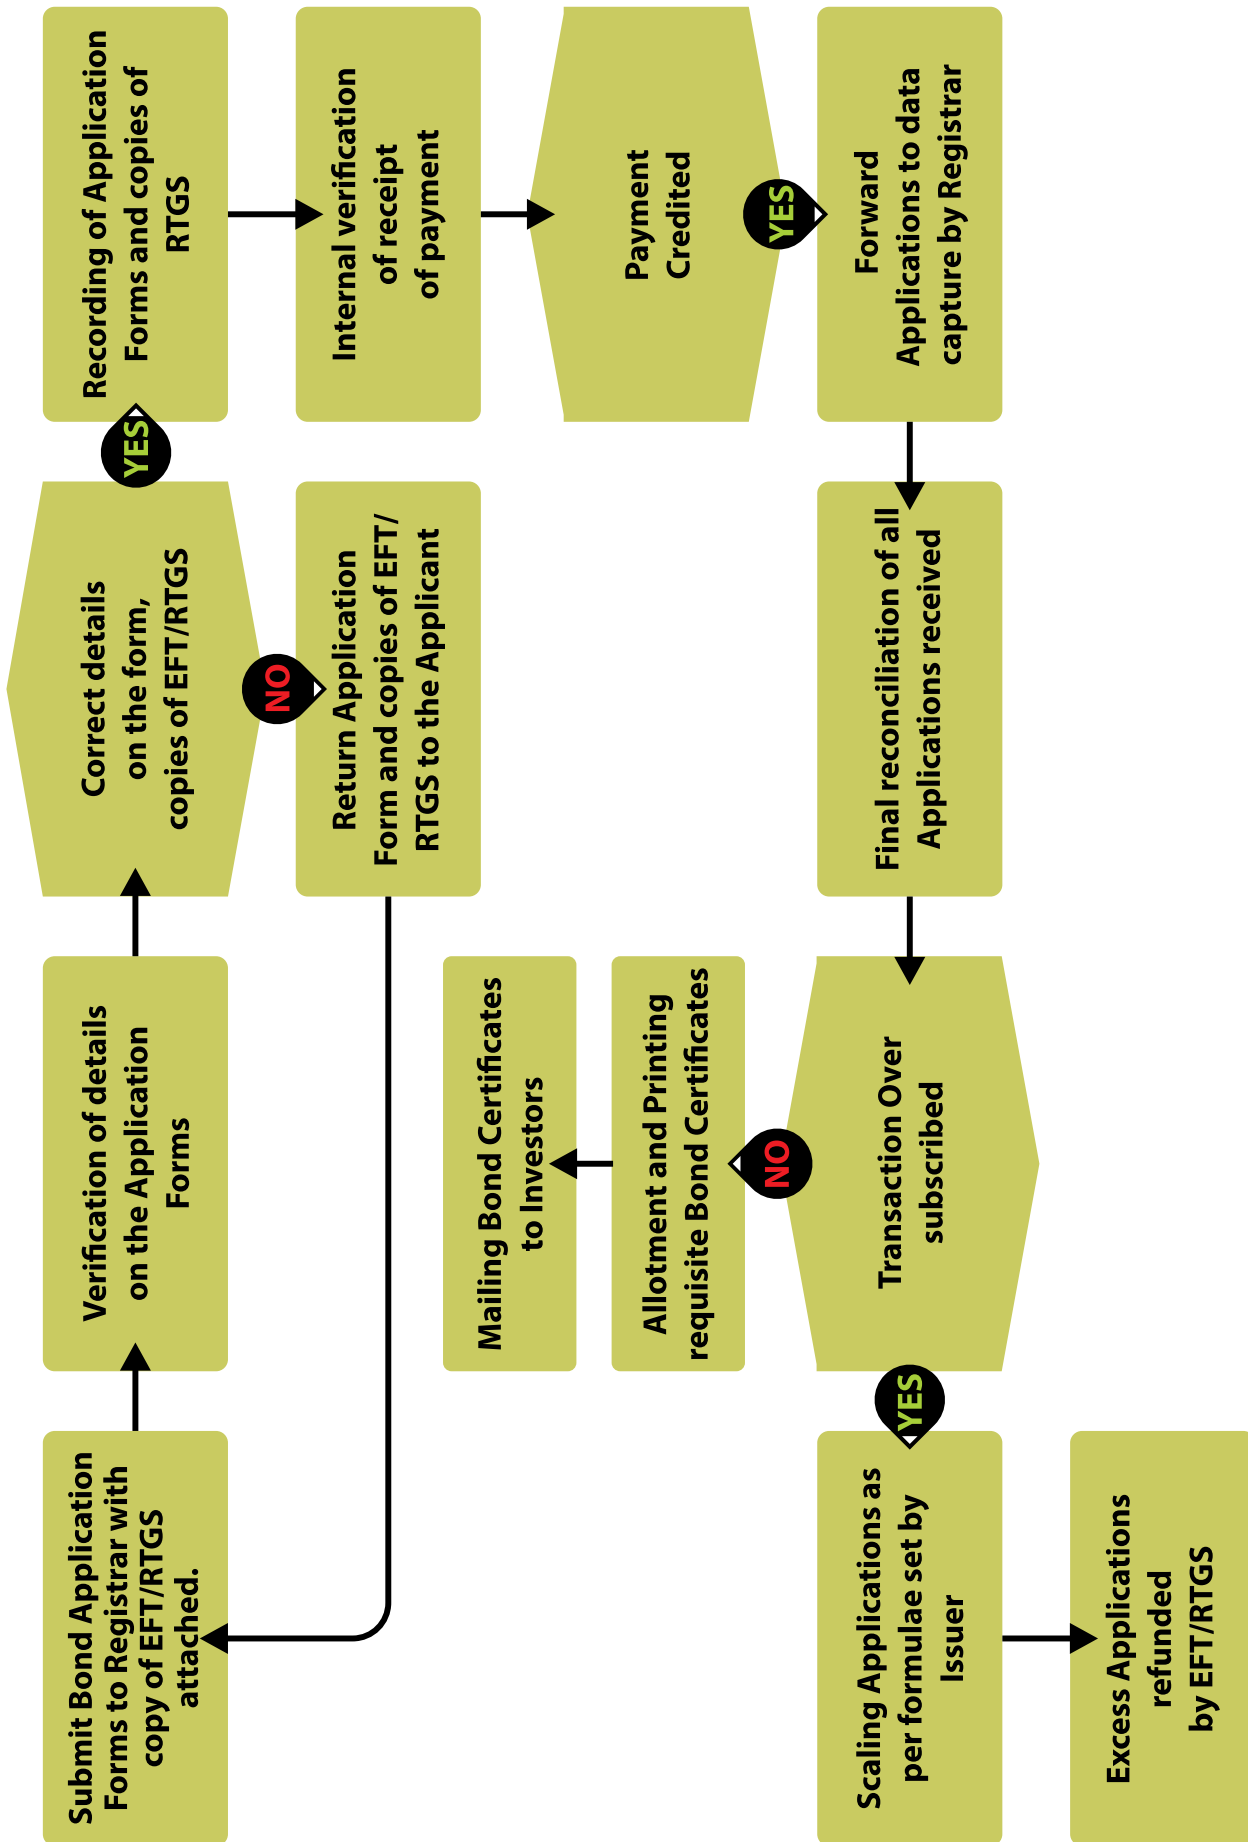 Submit Bond Application
Forms to Registrar with
copy of EFT/RTGS
attached.
Verification of details
on the Application
Forms
Correct details
on the form,
copies of EFT/RTGS
YES
Recording of Application
Forms and copies of
RTGS
NO
Return Application
Form and copies of EFT/
RTGS to the Applicant
Internal verification
of receipt
of payment
Payment
Credited
YES
Forward
Applications to data
capture by Registrar
Final reconciliation of all
Applications received
Transaction Over
subscribed
NO
Allotment and Printing
requisite Bond Certificates
Mailing Bond Certificates
to Investors
YES
Scaling Applications as
per formulae set by
Issuer
Excess Applications
refunded
by EFT/RTGS